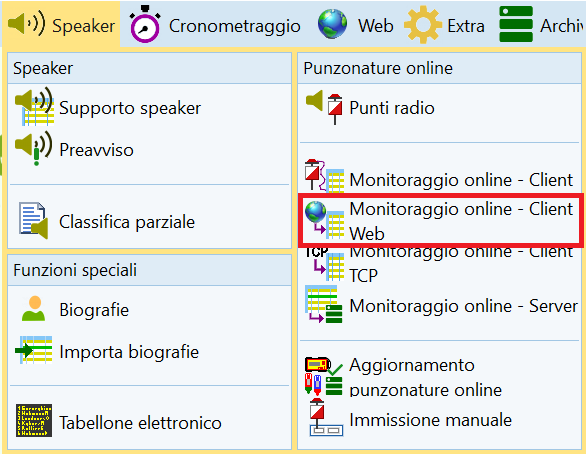 Speaker Cronometraggio Web Extra Archiv
Speaker
Supporto speaker
Preavviso
Classifica parziale
Funzioni speciali
Biografie
Importa biografie
Tabellone elettronico
Punzonature online
Punti radio
Monitoraggio online - Client
Monitoraggio online - Client
Web
Monitoraggio online - Client
TCP
Monitoraggio online - Server
Aggiornamento
punzonature online
Immissione manuale